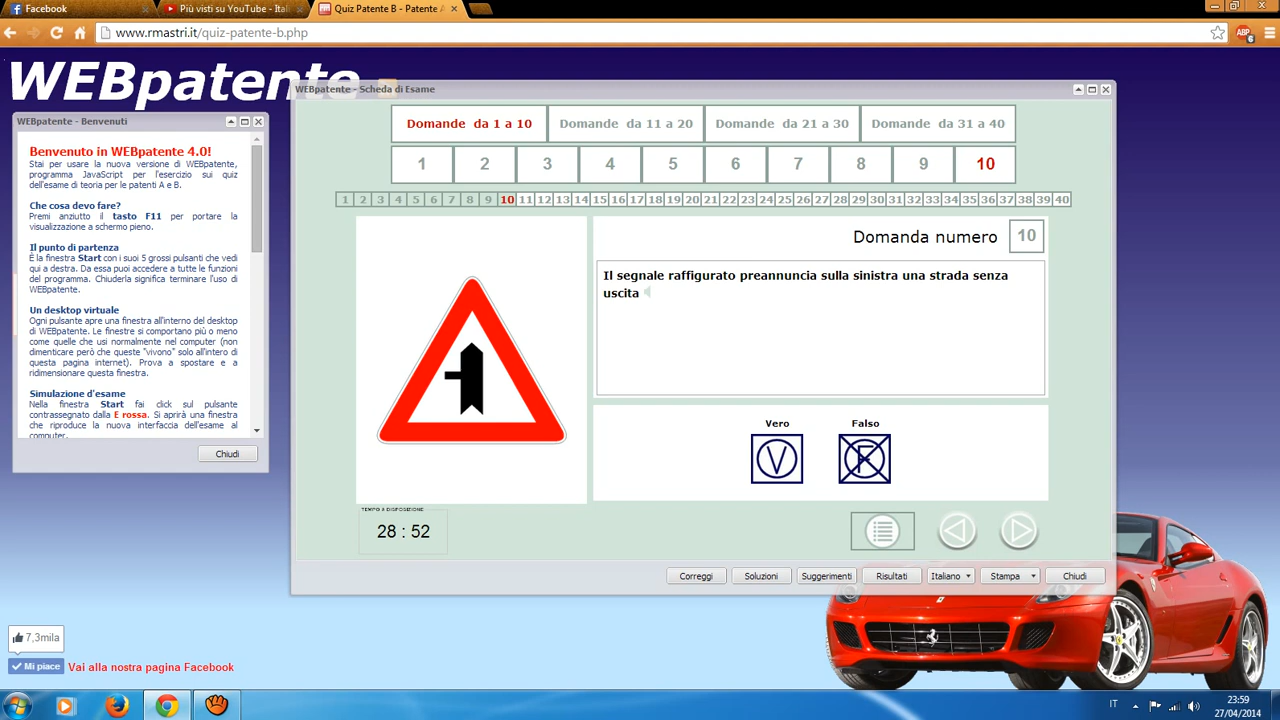 Facebook
Più visti su YouTube - Itali
Quiz Patente B - Patente A
www.rmastri.it/quiz-patente-b.php
ABP
6
WEBpatente
WEBpatente - Benvenuti
Benvenuto in WEBpatente 4.0!
Stai per usare la nuova versione di WEBpatente,
programma JavaScript per l'esercizio sui quiz
dell'esame di teoria per le patenti A e B.
Che cosa devo fare?
Premi anziutto il tasto F11 per portare la
visualizzazione a schermo pieno.
Il punto di partenza
È la finestra Start con i suoi 5 grossi pulsanti che vedi
qui a destra. Da essa puoi accedere a tutte le funzioni
del programma. Chiuderla significa terminare l'uso di
WEBpatente.
Un desktop virtuale
Ogni pulsante apre una finestra all'interno del desktop
di WEBpatente. Le finestre si comportano più o meno
come quelle che usi normalmente nel computer (non
dimenticare però che queste "vivono" solo all'intero di
questa pagina internet). Prova a spostare e a
ridimensionare questa finestra.
Simulazione d'esame
Nella finestra Start fai click sul pulsante
contrassegnato dalla E rossa. Si aprirà una finestra
che riproduce la nuova interfaccia dell'esame al
computer.
Chiudi
WEBpatente - Scheda di Esame
Domande da 1 a 10 Domande da 11 a 20 Domande da 21 a 30 Domande da 31 a 40
1 2 3 4 5 6 7 8 9 10
1 2 3 4 5 6 7 8 9 10 11 12 13 14 15 16 17 18 19 20 21 22 23 24 25 26 27 28 29 30 31 32 33 34 35 36 37 38 39 40
Domanda numero 10
Il segnale raffigurato preannuncia sulla sinistra una strada senza
uscita
Vero Falso
V F
TEMPO A DISPOSIZIONE
28 : 52
Correggi Soluzioni Suggerimenti Risultati Italiano Stampa Chiudi
7,3mila
Mi piace Vai alla nostra pagina Facebook
IT
23:59
27/04/2014